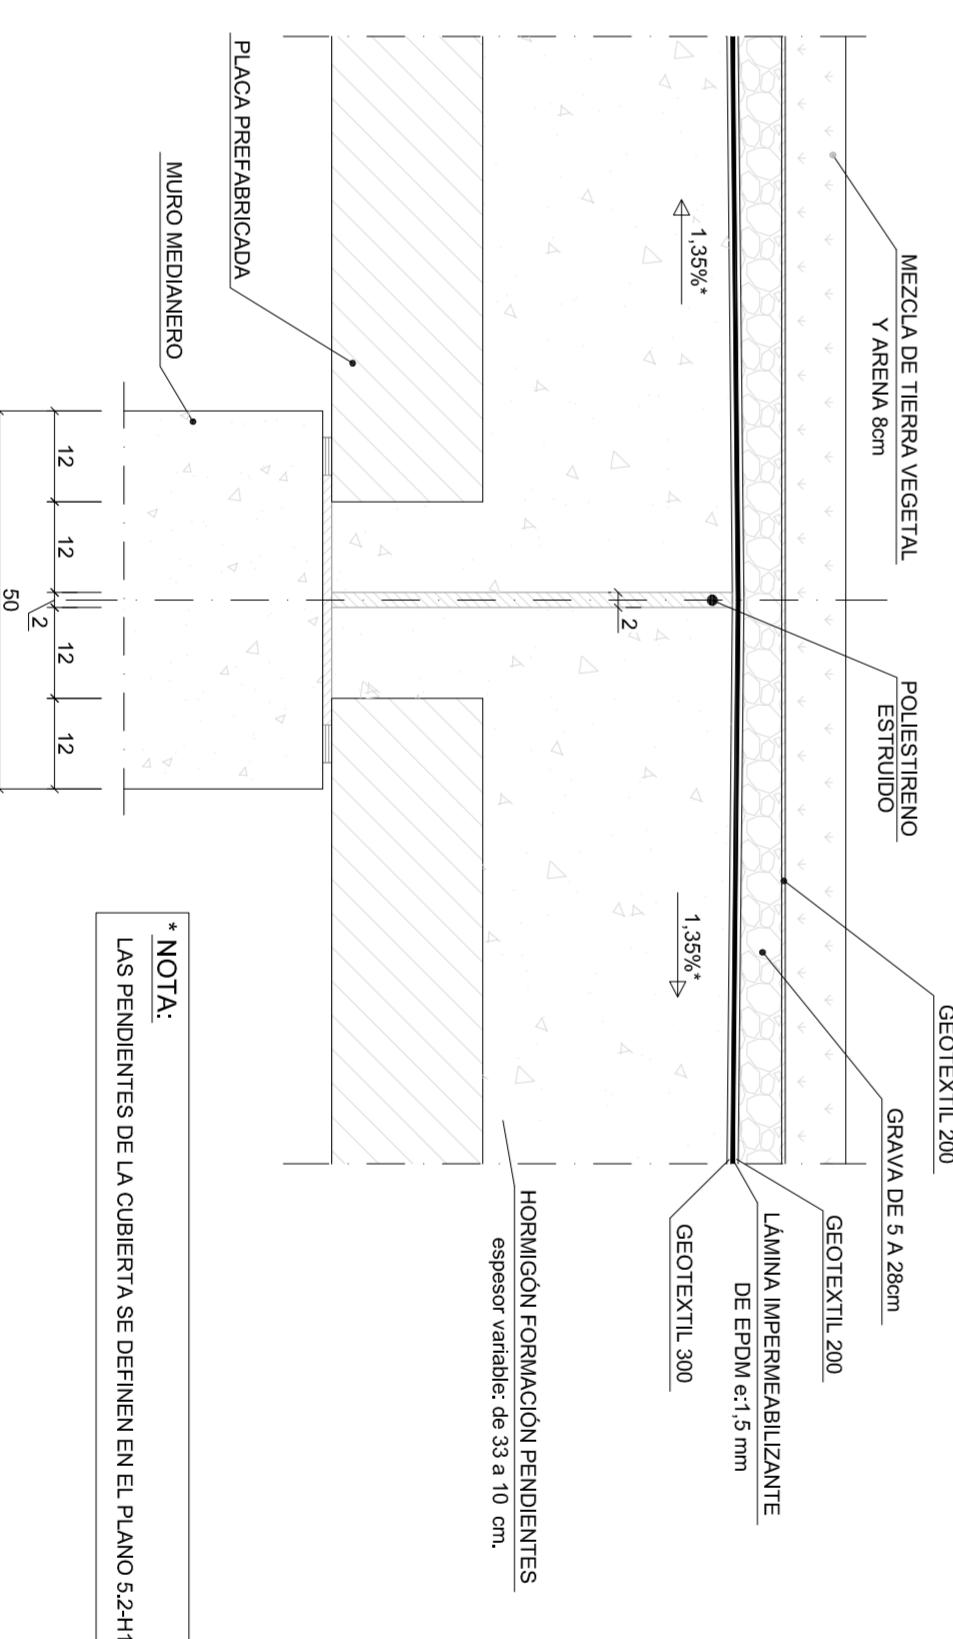 GEOTEXTIL 200
MEZCLA DE TIERRA VEGETAL
Y ARENA 8cm
POLIESTIRENO
ESTRUIDO
GRAVA DE 5 A 28cm
GEOTEXTIL 200
LÁMINA IMPERMEABILIZANTE
DE EPDM e:1,5 mm
GEOTEXTIL 300
1,35%*
1,35%*
2
HORMIGÓN FORMACIÓN PENDIENTES
espesor variable: de 33 a 10 cm.
PLACA PREFABRICADA
MURO MEDIANERO
12
12
2
12
12
50
* NOTA:
LAS PENDIENTES DE LA CUBIERTA SE DEFINEN EN EL PLANO 5.2-H1